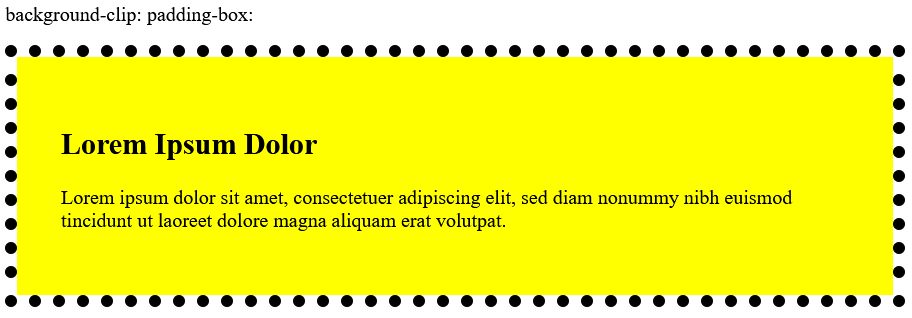 background-clip: padding-box:
Lorem Ipsum Dolor
Lorem ipsum dolor sit amet, consectetuer adipiscing elit, sed diam nonummy nibh euismod
tincidunt ut laoreet dolore magna aliquam erat volutpat.